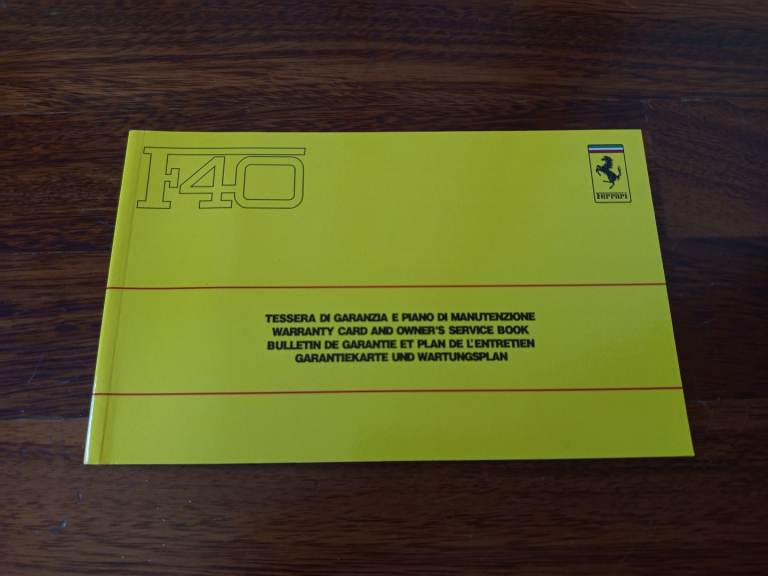 F40
Ferrari
TESSERA DI GARANZIA E PIANO DI MANUTENZIONE
WARRANTY CARD AND OWNER'S SERVICE BOOK
BULLETIN DE GARANTIE ET PLAN DE L'ENTRETIEN
GARANTIEKARTE UND WARTUNGSPLAN